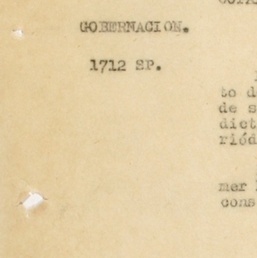 GOBERNACION.
1712 SP.
to d
de s
dict
riód
mer
cons